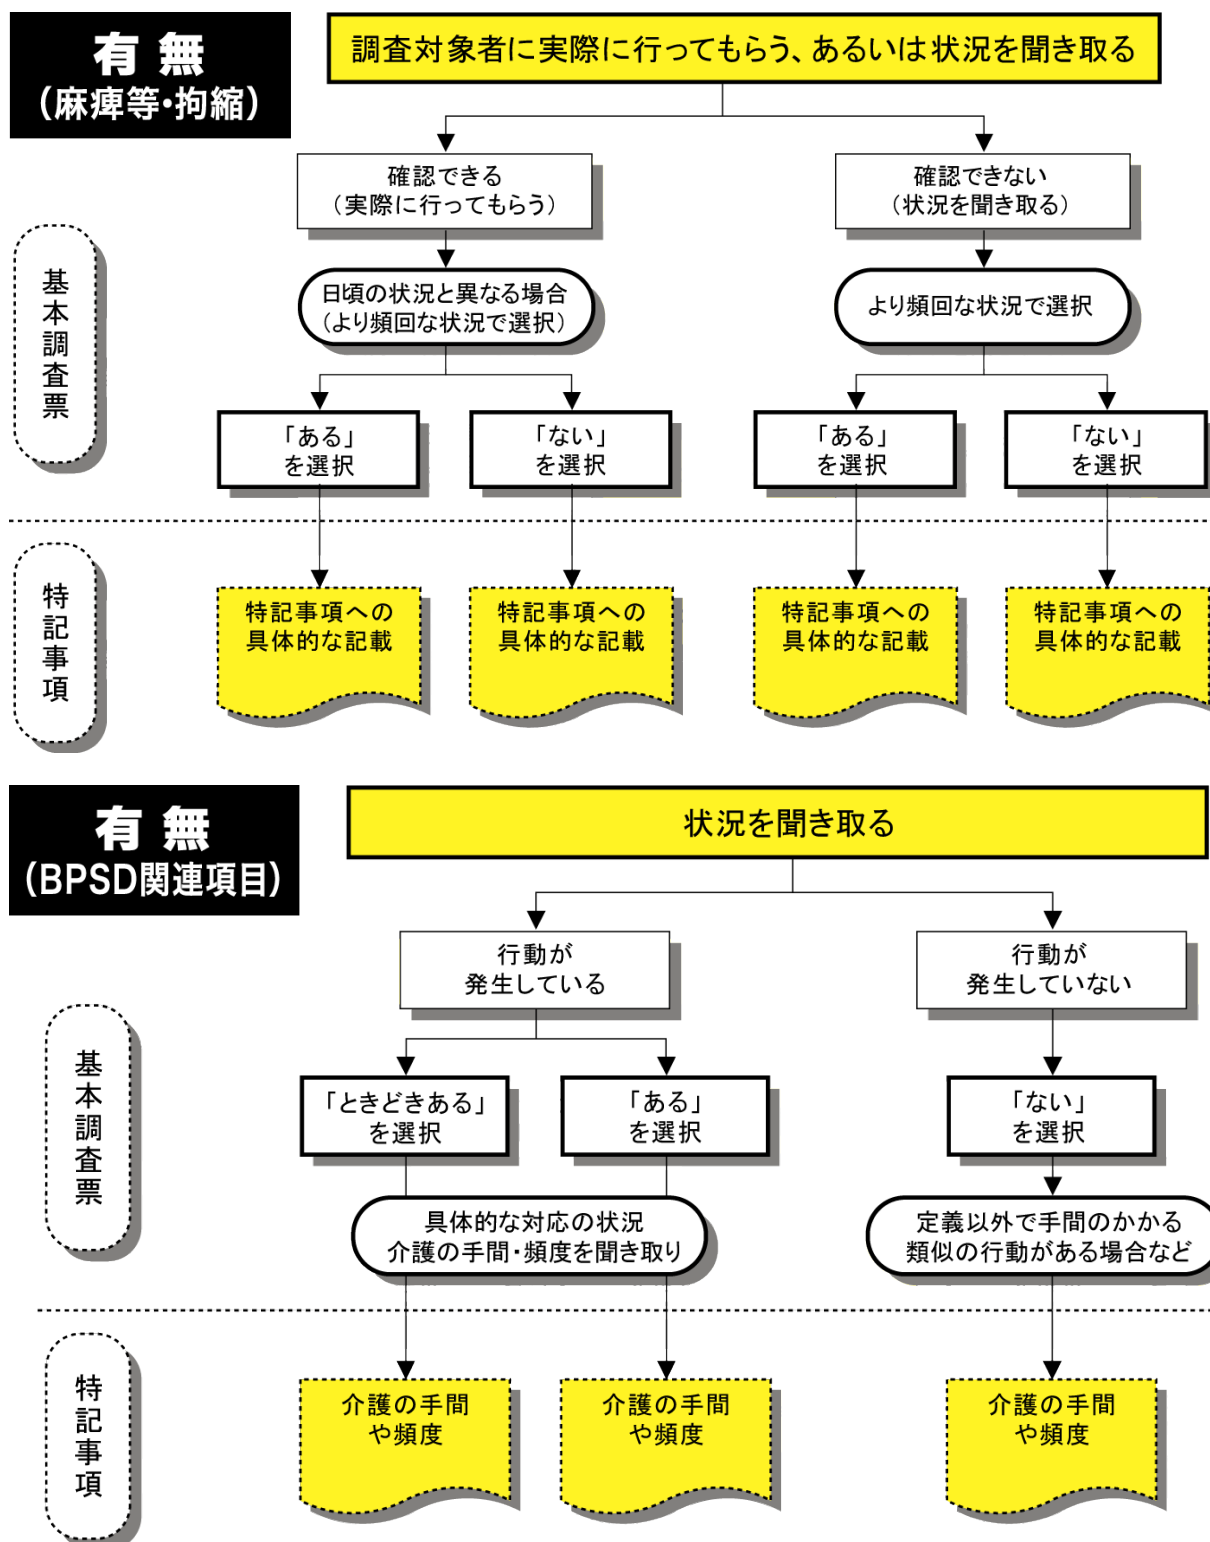 有無
(麻痺等・拘縮)
調査対象者に実際に行ってもらう、あるいは状況を聞き取る
確認できる
(実際に行ってもらう)
確認できない
(状況を聞き取る)
基本調査票
日頃の状況と異なる場合
(より頻回な状況で選択)
より頻回な状況で選択
「ある」
を選択
「ない」
を選択
「ある」
を選択
「ない」
を選択
特記事項
特記事項への
具体的な記載
特記事項への
具体的な記載
特記事項への
具体的な記載
特記事項への
具体的な記載
有無
(BPSD関連項目)
状況を聞き取る
行動が
発生している
行動が
発生していない
基本調査票
「ときどきある」
を選択
「ある」
を選択
「ない」
を選択
具体的な対応の状況
介護の手間・頻度を聞き取り
定義以外で手間のかかる
類似の行動がある場合など
特記事項
介護の手間
や頻度
介護の手間
や頻度
介護の手間
や頻度